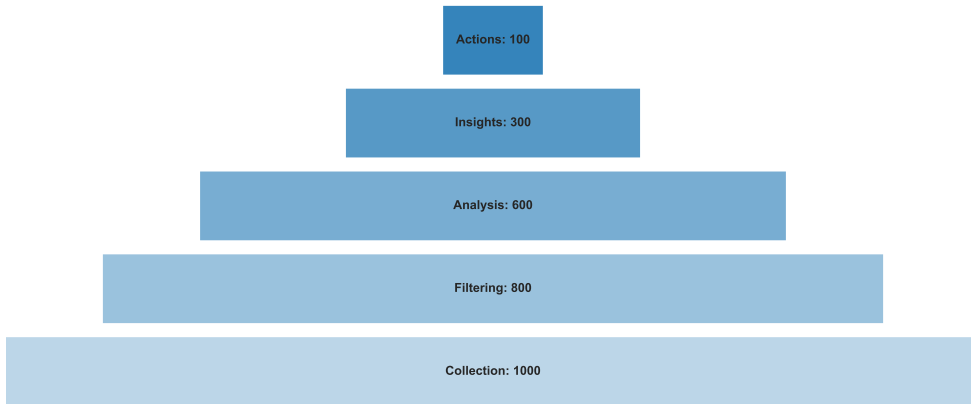 Actions: 100
Insights: 300
Analysis: 600
Filtering: 800
Collection: 1000